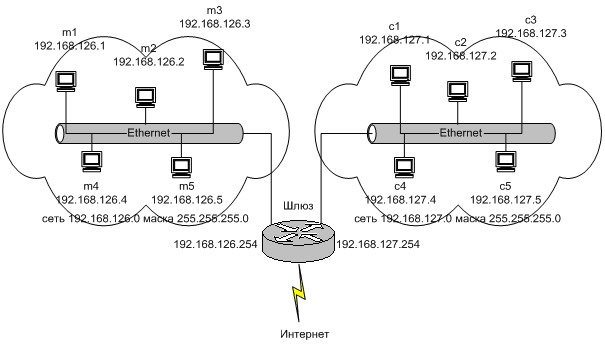 m3
192.168.126.3
m1
192.168.126.1
m2
192.168.126.2
Ethernet
m4
192.168.126.4
m5
192.168.126.5
сеть 192.168.126.0 маска 255.255.255.0
c3
192.168.127.3
c1
192.168.127.1
c2
192.168.127.2
Ethernet
c4
192.168.127.4
c5
192.168.127.5
сеть 192.168.127.0 маска 255.255.255.0
Шлюз
192.168.126.254
192.168.127.254
Интернет